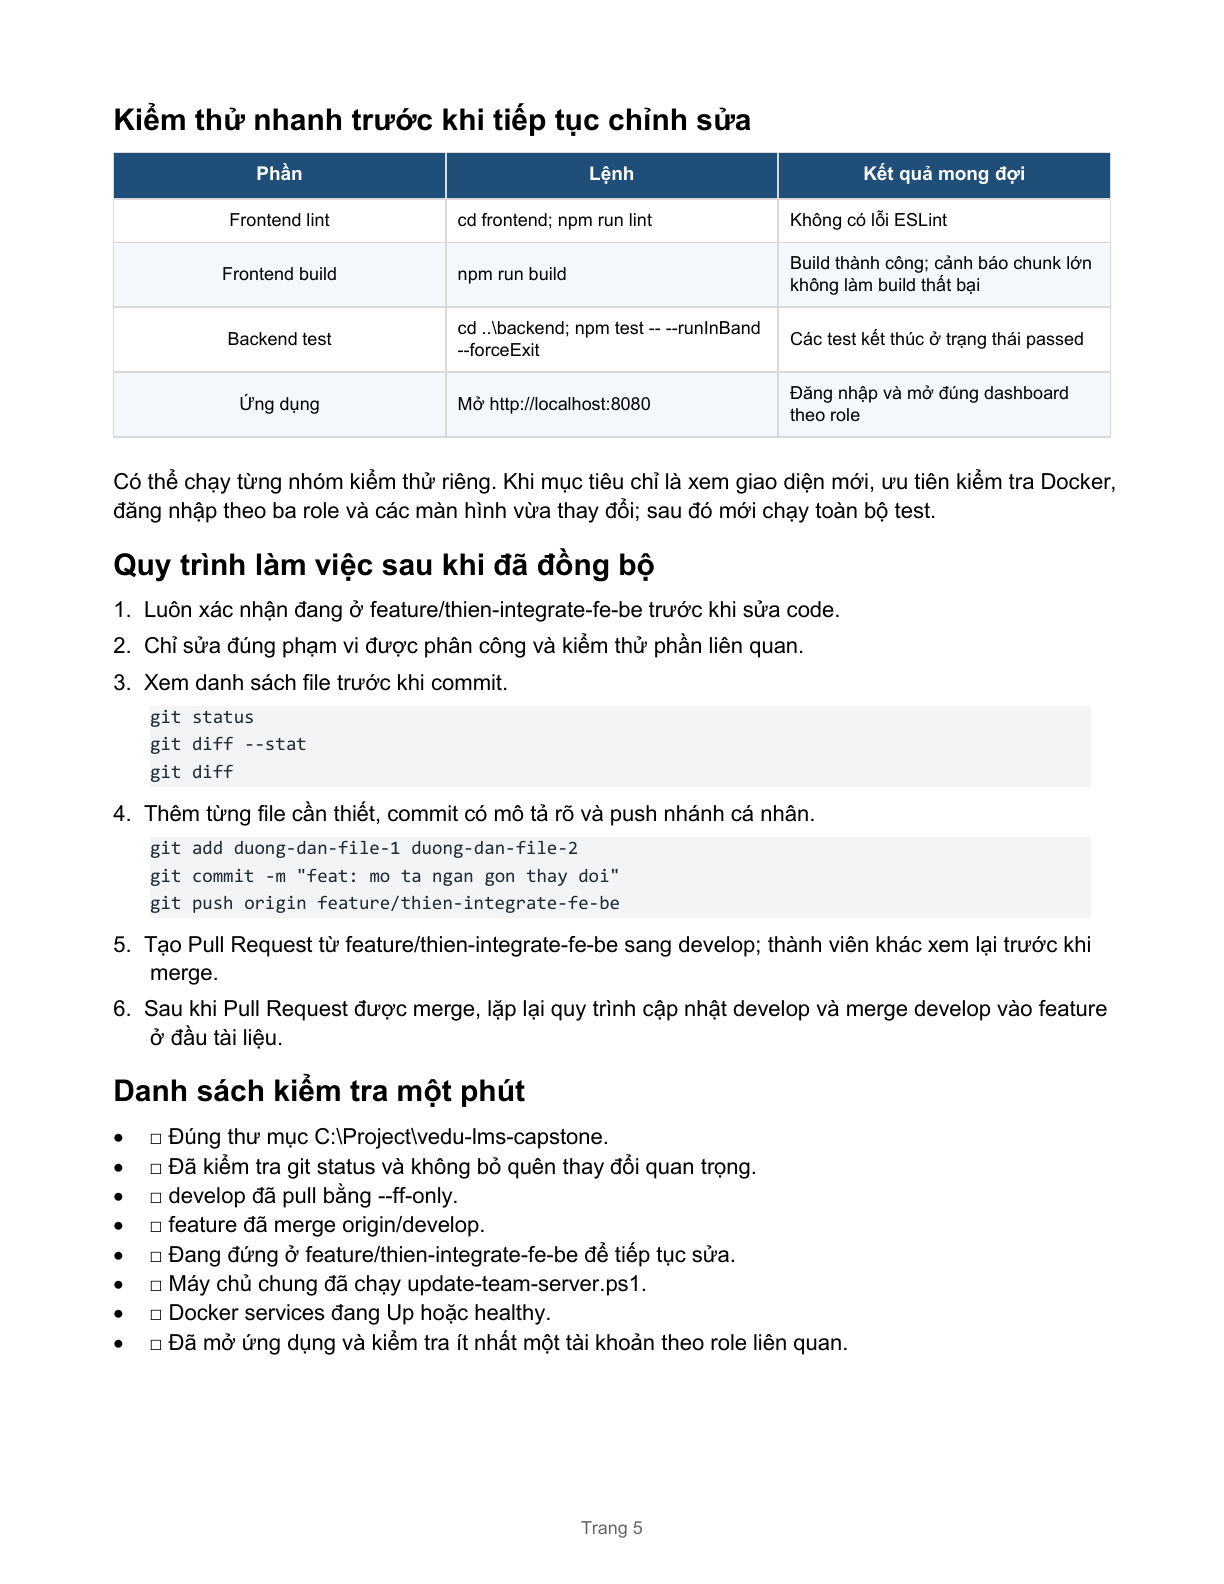 Kiểm thử nhanh trước khi tiếp tục chỉnh sửa
Phần Lệnh Kết quả mong đợi
Frontend lint cd frontend; npm run lint Không có lỗi ESLint
Frontend build npm run build Build thành công; cảnh báo chunk lớn
không làm build thất bại
Backend test cd ..\backend; npm test -- --runInBand
--forceExit Các test kết thúc ở trạng thái passed
Ứng dụng Mở http://localhost:8080 Đăng nhập và mở đúng dashboard
theo role
Có thể chạy từng nhóm kiểm thử riêng. Khi mục tiêu chỉ là xem giao diện mới, ưu tiên kiểm tra Docker,
đăng nhập theo ba role và các màn hình vừa thay đổi; sau đó mới chạy toàn bộ test.
Quy trình làm việc sau khi đã đồng bộ
1. Luôn xác nhận đang ở feature/thien-integrate-fe-be trước khi sửa code.
2. Chỉ sửa đúng phạm vi được phân công và kiểm thử phần liên quan.
3. Xem danh sách file trước khi commit.
git status
git diff --stat
git diff
4. Thêm từng file cần thiết, commit có mô tả rõ và push nhánh cá nhân.
git add duong-dan-file-1 duong-dan-file-2
git commit -m "feat: mo ta ngan gon thay doi"
git push origin feature/thien-integrate-fe-be
5. Tạo Pull Request từ feature/thien-integrate-fe-be sang develop; thành viên khác xem lại trước khi
merge.
6. Sau khi Pull Request được merge, lặp lại quy trình cập nhật develop và merge develop vào feature
ở đầu tài liệu.
Danh sách kiểm tra một phút
• □ Đúng thư mục C:\Project\vedu-lms-capstone.
• □ Đã kiểm tra git status và không bỏ quên thay đổi quan trọng.
• □ develop đã pull bằng --ff-only.
• □ feature đã merge origin/develop.
• □ Đang đứng ở feature/thien-integrate-fe-be để tiếp tục sửa.
• □ Máy chủ chung đã chạy update-team-server.ps1.
• □ Docker services đang Up hoặc healthy.
• □ Đã mở ứng dụng và kiểm tra ít nhất một tài khoản theo role liên quan.
Trang 5